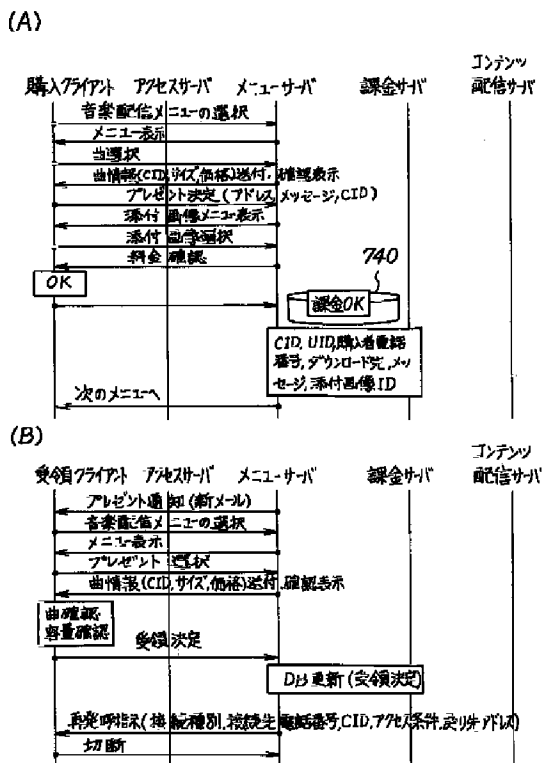 (A)
購入クライアント アクセスサーバ メニューサーバ 課金サーバ コンテンツ配信サーバ
音楽配信メニューの選択
メニュー表示
曲選択
曲情報(CID,サイズ,価格)送付,確認表示
プレゼント決定(アドレス,メッセージ,CID)
添付画像メニュー表示
添付画像選択
料金確認
OK
740
課金OK
CID, UID,購入者電話
番号,ダウンロード先,メッ
セージ,添付画像ID
次のメニューへ
(B)
受領クライアント アクセスサーバ メニューサーバ 課金サーバ コンテンツ配信サーバ
プレゼント通知(新メール)
音楽配信メニューの選択
メニュー表示
プレゼント選択
曲情報(CID,サイズ,価格)送付,確認表示
曲確認
容量確認
受領決定
DB更新(受領決定)
再発呼指示(接続種別,接続先電話番号,CID,アクセス条件,戻り先アドレス)
切断